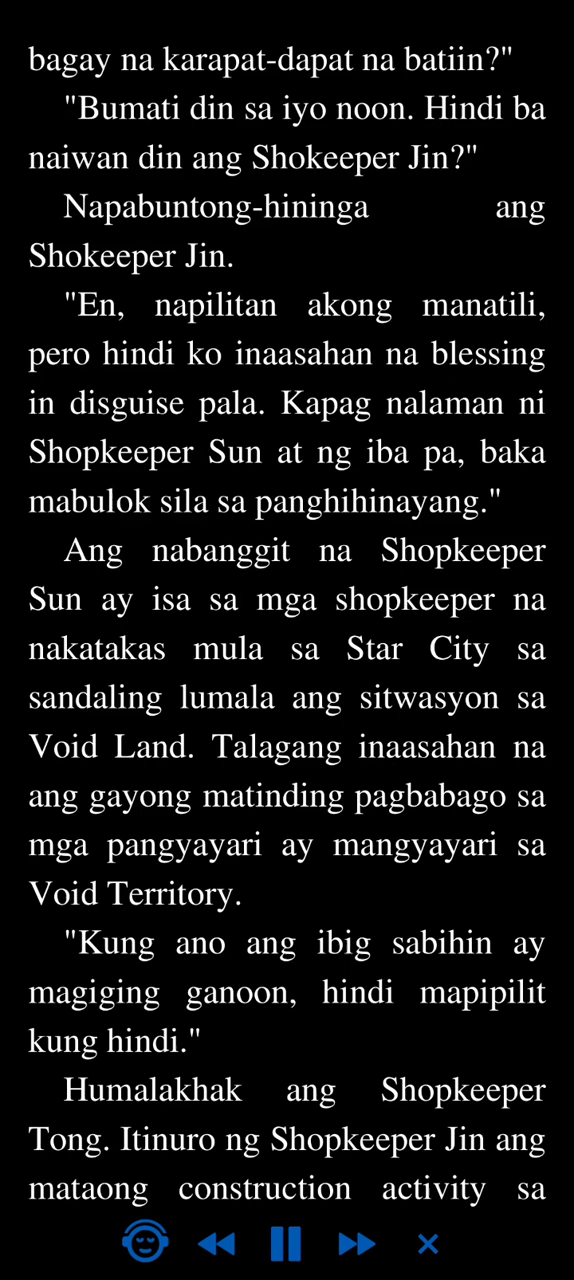 bagay na karapat-dapat na batiin?"
"Bumati din sa iyo noon. Hindi ba
naiwan din ang Shokeeper Jin?"
Napabuntong-hininga ang
Shokeeper Jin.
"En, napilitan akong manatili,
pero hindi ko inaasahan na blessing
in disguise pala. Kapag nalaman ni
Shopkeeper Sun at ng iba pa, baka
mabulok sila sa panghihinayang."
Ang nabanggit na Shopkeeper
Sun ay isa sa mga shopkeeper na
nakatakas mula sa Star City sa
sandaling lumala ang sitwasyon sa
Void Land. Talagang inaasahan na
ang gayong matinding pagbabago sa
mga pangyayari ay mangyayari sa
Void Territory.
"Kung ano ang ibig sabihin ay
magiging ganoon, hindi mapipilit
kung hindi."
Humalakhak ang Shopkeeper
Tong. Itinuro ng Shopkeeper Jin ang
mataong construction activity sa